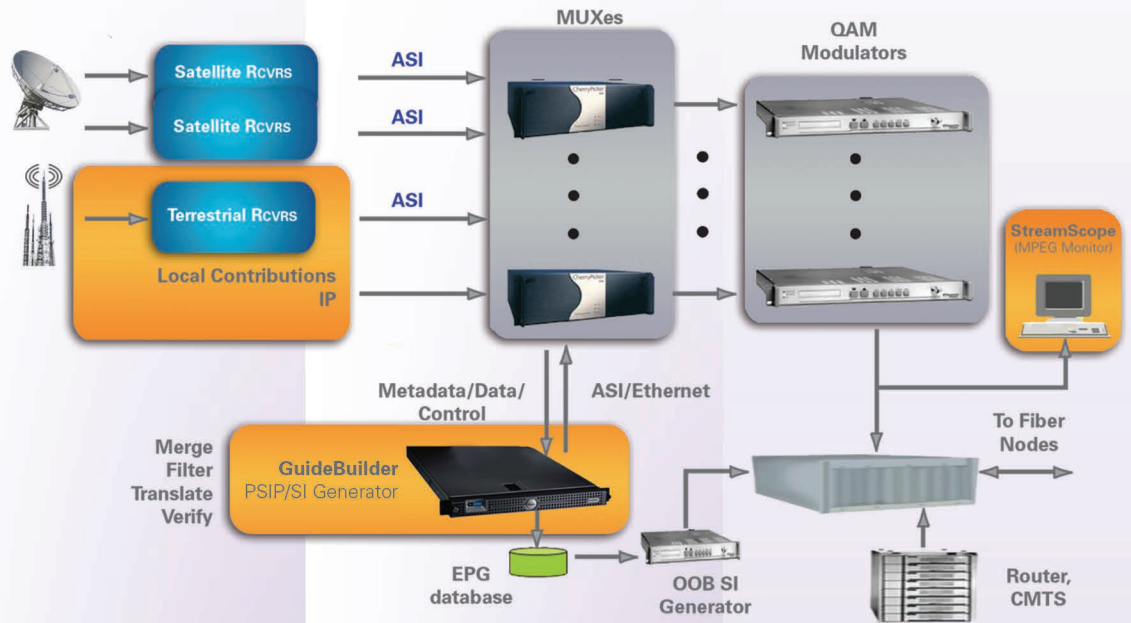 MUXes
QAM
Modulators
Satellite RCVRS
ASI
Satellite RCVRS
ASI
CherryPicker
Terrestrial RCVRS
ASI
Local Contributions
IP
CherryPicker
StreamScope
(MPEG Monitor)
Metadata/Data/
Control
ASI/Ethernet
Merge
Filter
Translate
Verify
GuideBuilder
PSIP/SI Generator
To Fiber
Nodes
EPG
database
OOB SI
Generator
Router,
CMTS